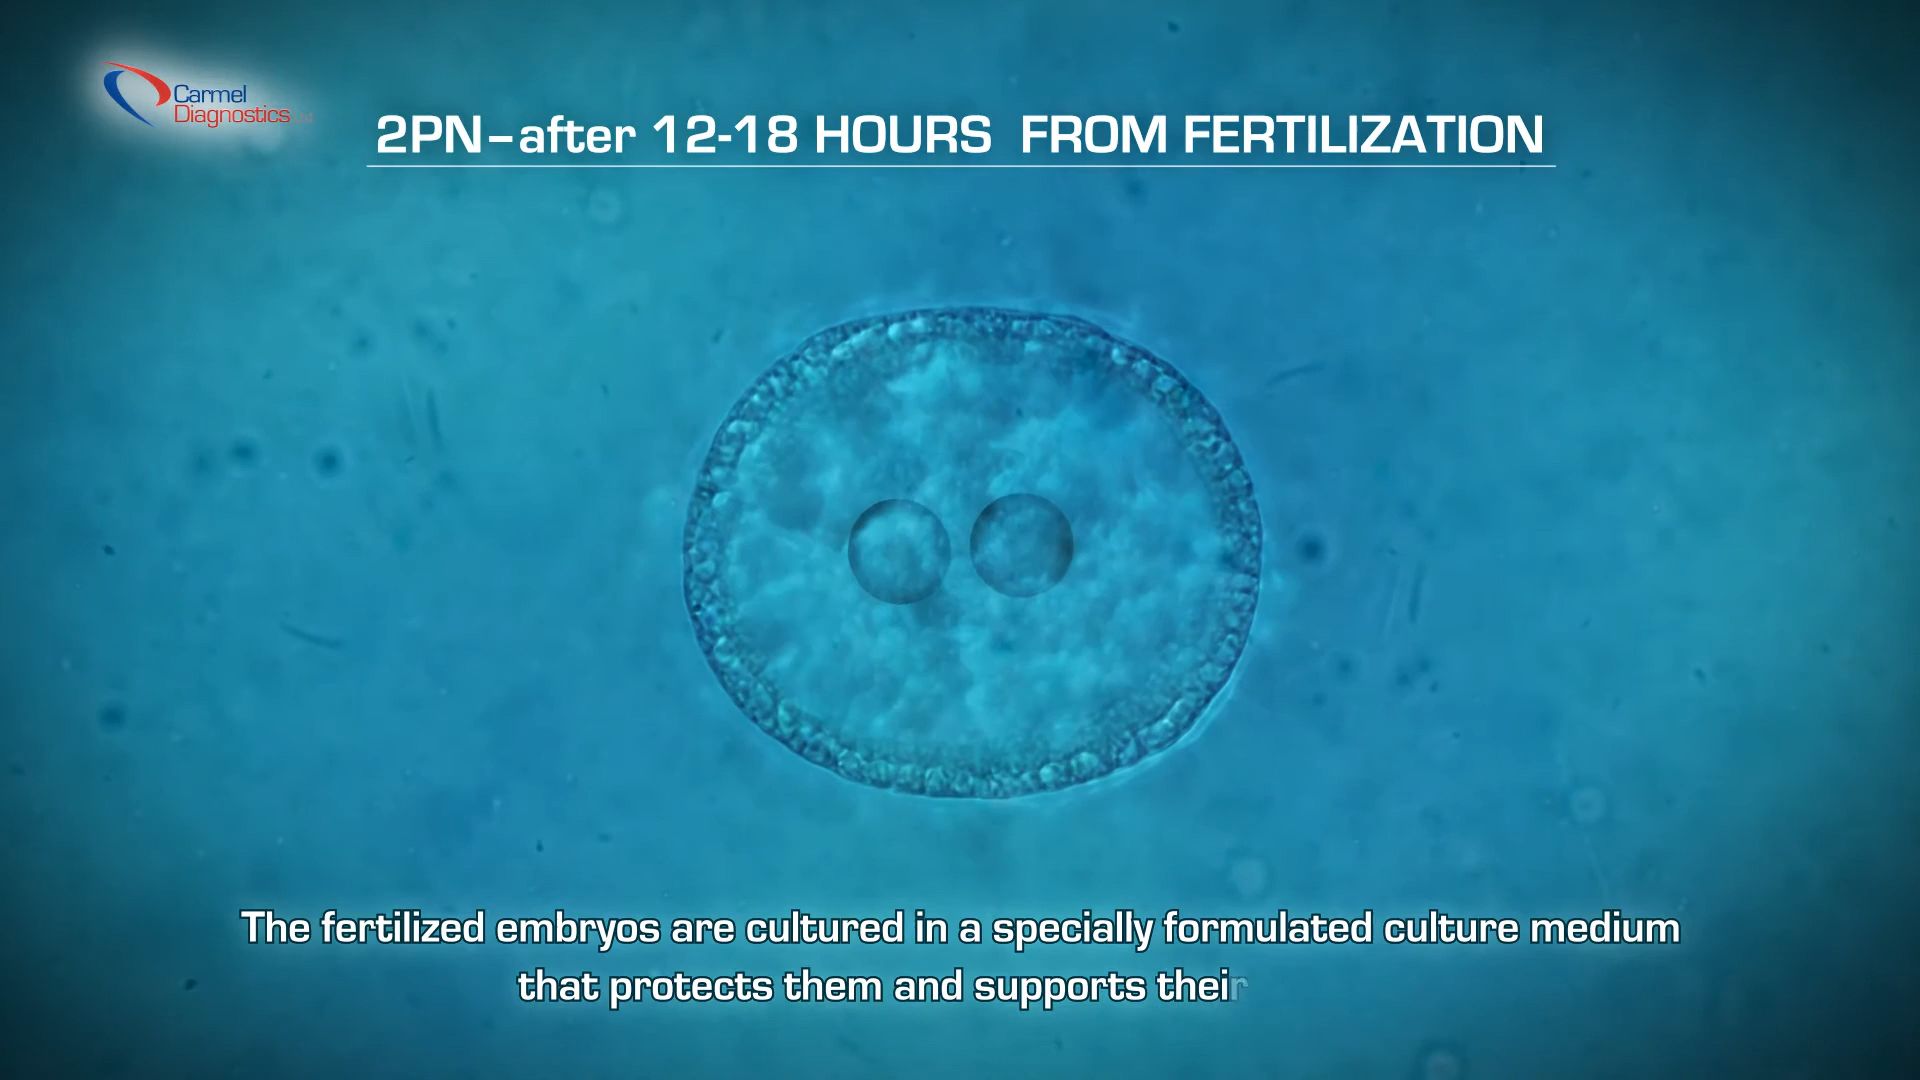 Carmel
Diagnostics
2PN–after 12-18 HOURS FROM FERTILIZATION
The fertilized embryos are cultured in a specially formulated culture medium
that protects them and supports their